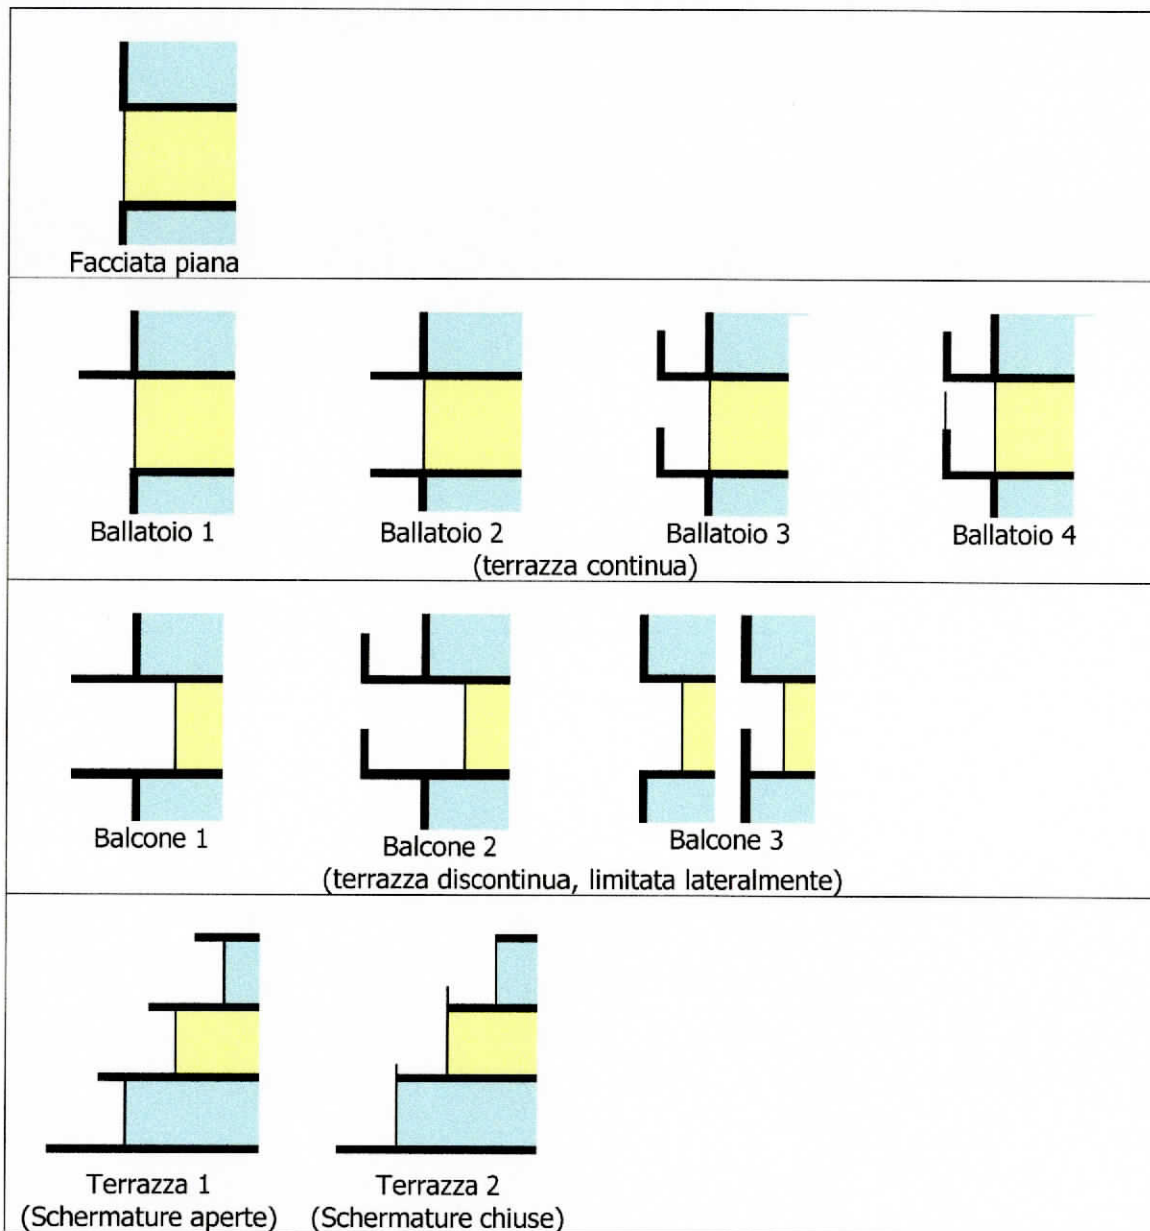 Facciata piana
Ballatoio 1
Ballatoio 2
Ballatoio 3
Ballatoio 4
(terrazza continua)
Balcone 1
Balcone 2
Balcone 3
(terrazza discontinua, limitata lateralmente)
Terrazza 1
(Schermature aperte)
Terrazza 2
(Schermature chiuse)